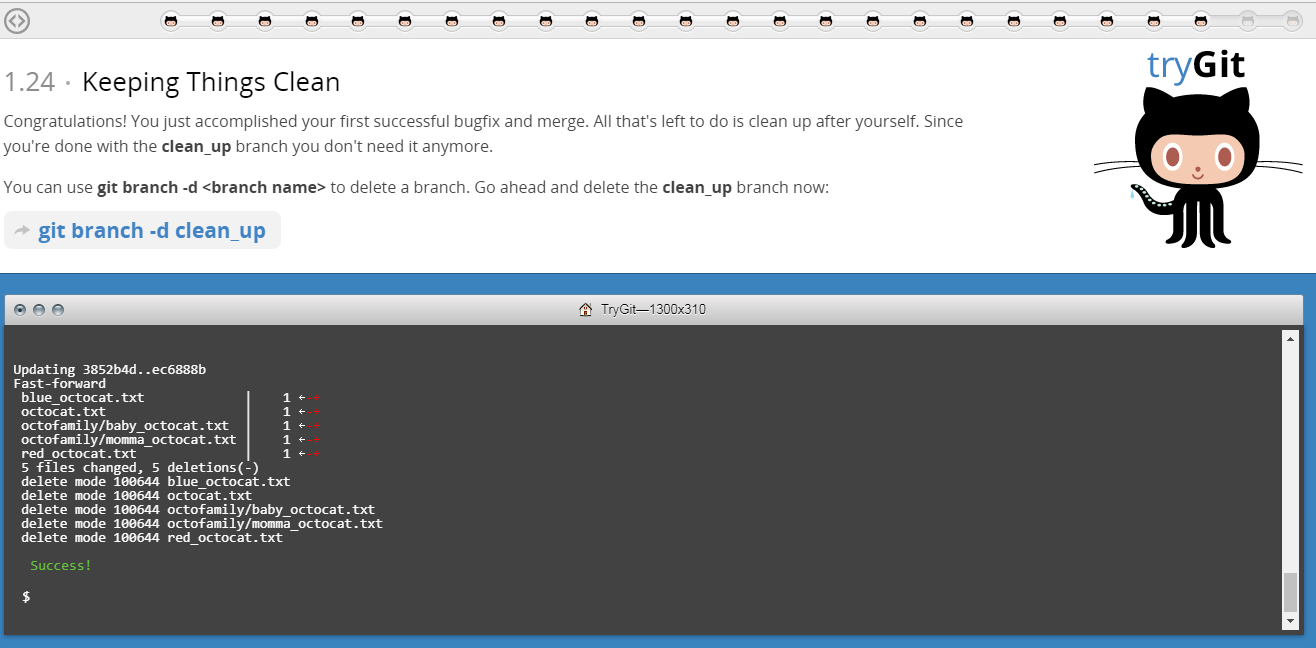 tryGit
1.24 · Keeping Things Clean
Congratulations! You just accomplished your first successful bugfix and merge. All that's left to do is clean up after yourself. Since
you're done with the clean_up branch you don't need it anymore.
You can use git branch -d <branch name> to delete a branch. Go ahead and delete the clean_up branch now:
git branch -d clean_up
TryGit—1300x310
Updating 3852b4d..ec6888b
Fast-forward
blue_octocat.txt | 1 ←--
octocat.txt | 1 ←--
octofamily/baby_octocat.txt | 1 ←--
octofamily/momma_octocat.txt | 1 ←--
red_octocat.txt | 1 ←--
5 files changed, 5 deletions(-)
delete mode 100644 blue_octocat.txt
delete mode 100644 octocat.txt
delete mode 100644 octofamily/baby_octocat.txt
delete mode 100644 octofamily/momma_octocat.txt
delete mode 100644 red_octocat.txt
Success!
$